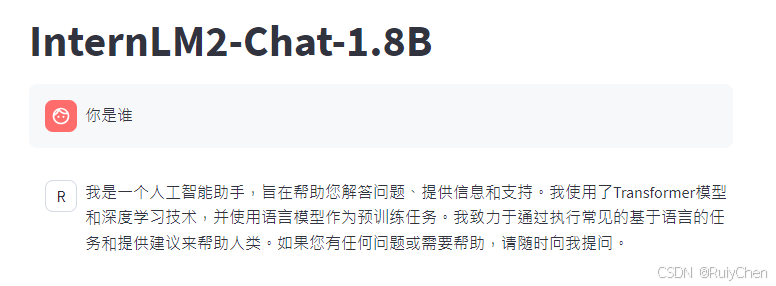 InternLM2-Chat-1.8B
你是谁
R
我是一个人工智能助手，旨在帮助您解答问题、提供信息和支持。我使用了Transformer模型
和深度学习技术，并使用语言模型作为预训练任务。我致力于通过执行常见的基于语言的任
务和提供建议来帮助人类。如果您有任何问题或需要帮助，请随时向我提问。
CSDN @RuiyChen